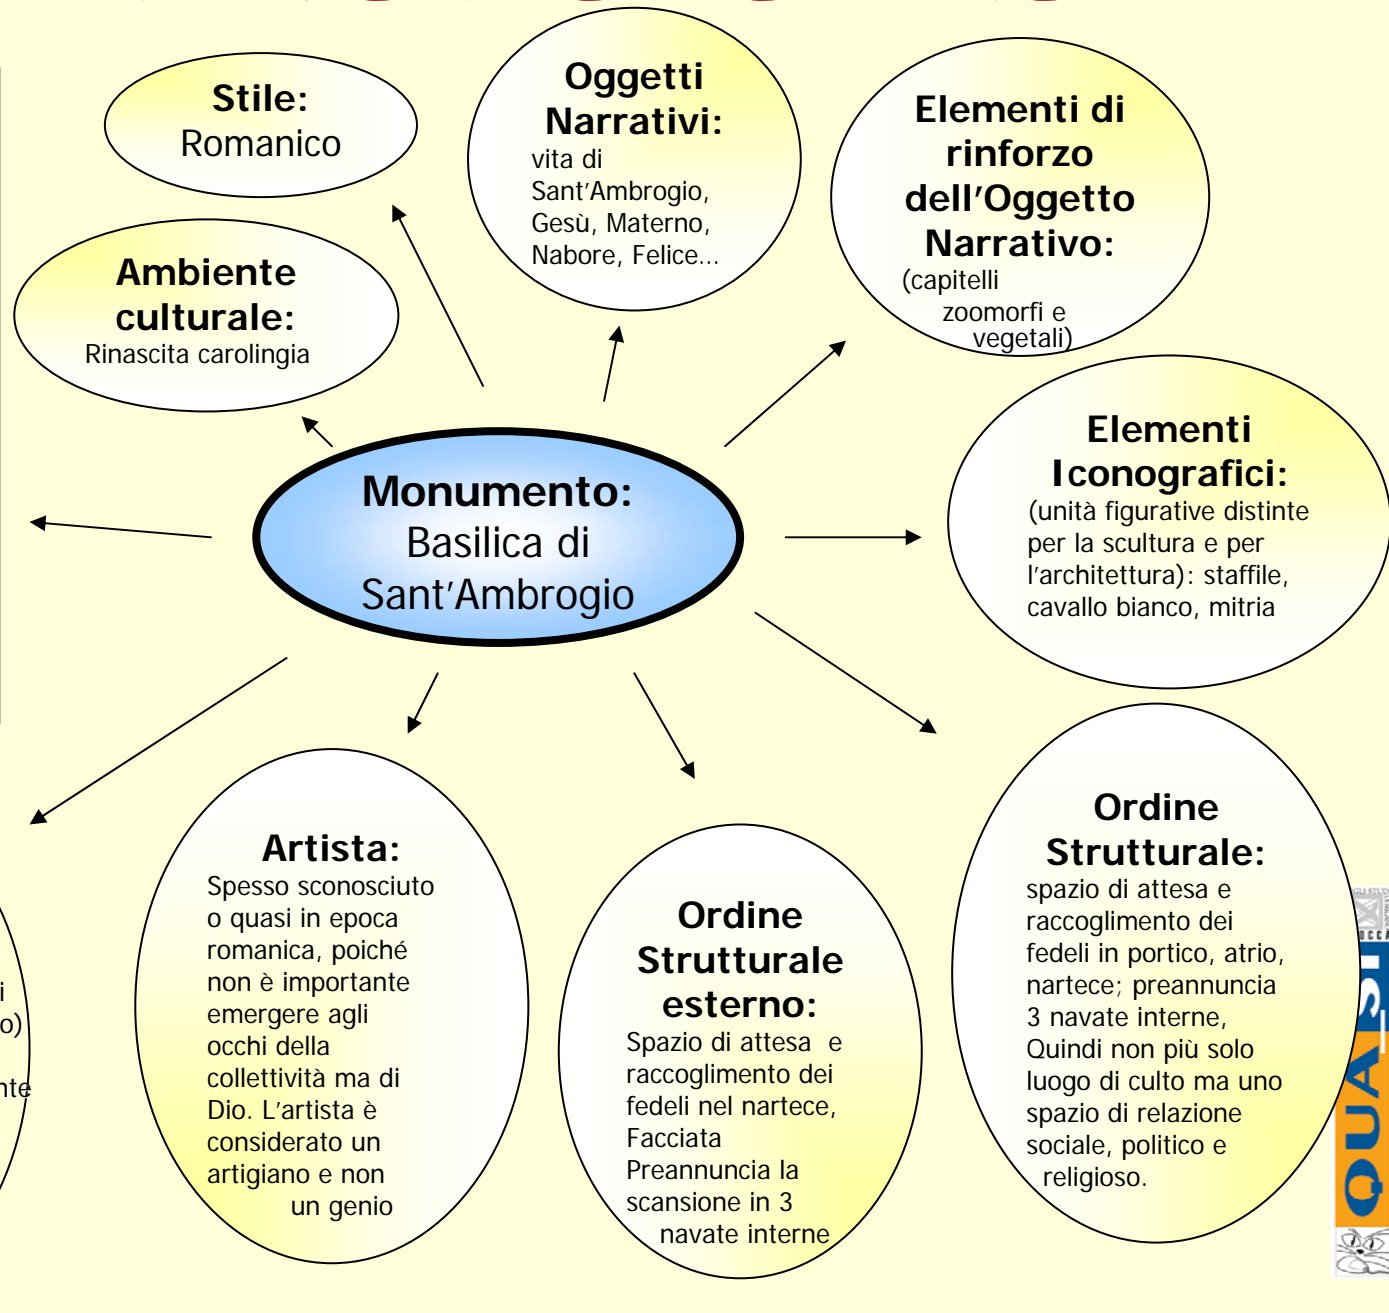 Stile:
Romanico
Oggetti
Narrativi:
vita di
Sant'Ambrogio,
Gesù, Materno,
Nabore, Felice...
Elementi di
rinforzo
dell'Oggetto
Narrativo:
(capitelli
zoomorfi e
vegetali)
Ambiente
culturale:
Rinascita carolingia
Monumento:
Basilica di
Sant'Ambrogio
Elementi
Iconografici:
(unità figurative distinte
per la scultura e per
l'architettura): staffile,
cavallo bianco, mitria
Artista:
Spesso sconosciuto
o quasi in epoca
romanica, poiché
non è importante
emergere agli
occhi della
collettività ma di
Dio. L'artista è
considerato un
artigiano e non
un genio
Ordine
Strutturale
esterno:
Spazio di attesa e
raccoglimento dei
fedeli nel nartece,
Facciata
Preannuncia la
scansione in 3
navate interne
Ordine
Strutturale:
spazio di attesa e
raccoglimento dei
fedeli in portico, atrio,
nartece; preannuncia
3 navate interne,
Quindi non più solo
luogo di culto ma uno
spazio di relazione
sociale, politico e
religioso.
QUA_SI